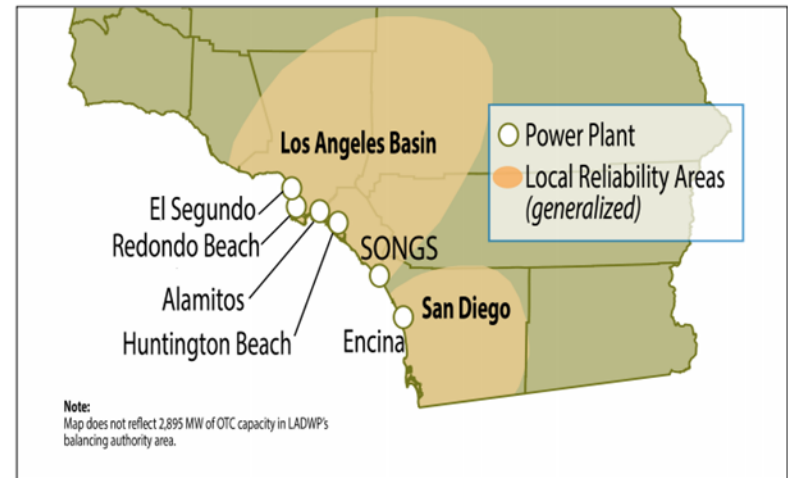 Los Angeles Basin
Power Plant
Local Reliability Areas
(generalized)
El Segundo
Redondo Beach
SONGS
Alamitos
San Diego
Huntington Beach
Encina
Note:
Map does not reflect 2,895 MW of OTC capacity in LADWP's
balancing authority area.